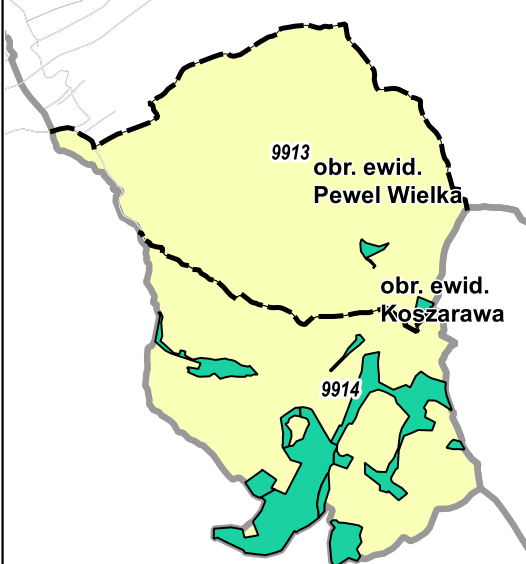 9913
obr. ewid.
Pewel Wielka
obr. ewid.
Koszarawa
9914